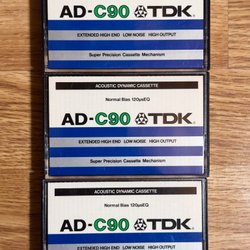 AD-C90 TDK
EXTENDED HIGH END LOW NOISE HIGH OUTPUT
Super Precision Cassette Mechanism
ACOUSTIC DYNAMIC CASSETTE
Normal Bias 120µsEQ
AD-C90 TDK
EXTENDED HIGH END LOW NOISE HIGH OUTPUT
Super Precision Cassette Mechanism
ACOUSTIC DYNAMIC CASSETTE
Normal Bias 120µsEQ
AD-C90 TDK
EXTENDED HIGH END LOW NOISE HIGH OUTPUT